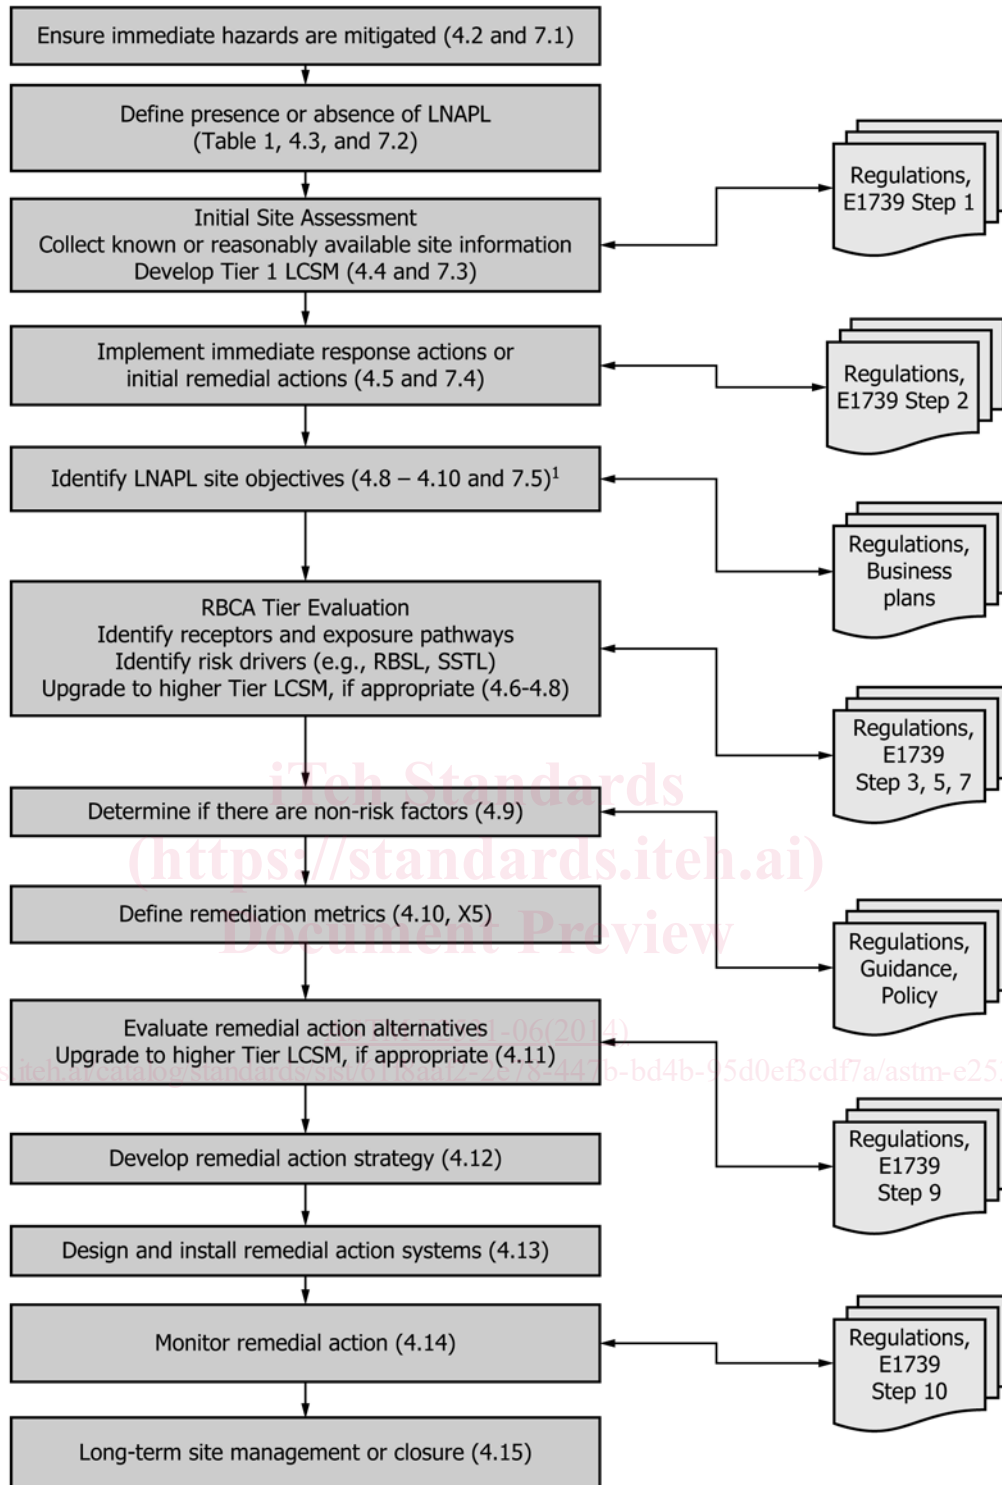 Ensure immediate hazards are mitigated (4.2 and 7.1)
Define presence or absence of LNAPL
(Table 1, 4.3, and 7.2)
Regulations,
E1739 Step 1
Initial Site Assessment
Collect known or reasonably available site information
Develop Tier 1 LCSM (4.4 and 7.3)
Implement immediate response actions or
initial remedial actions (4.5 and 7.4)
Regulations,
E1739 Step 2
Identify LNAPL site objectives (4.8 – 4.10 and 7.5)¹
Regulations,
Business
plans
RBCA Tier Evaluation
Identify receptors and exposure pathways
Identify risk drivers (e.g., RBSL, SSTL)
Upgrade to higher Tier LCSM, if appropriate (4.6-4.8)
Regulations,
E1739
Step 3, 5, 7
iTeh Standards
Determine if there are non-risk factors (4.9)
(https://standards.iteh.ai)
Define remediation metrics (4.10, X5)
Document Preview
Regulations,
Guidance,
Policy
Evaluate remedial action alternatives
ASTM E2531-06(2014)
Upgrade to higher Tier LCSM, if appropriate (4.11)
Regulations,
E1739
Step 9
Develop remedial action strategy (4.12)
Design and install remedial action systems (4.13)
Monitor remedial action (4.14)
Regulations,
E1739
Step 10
Long-term site management or closure (4.15)